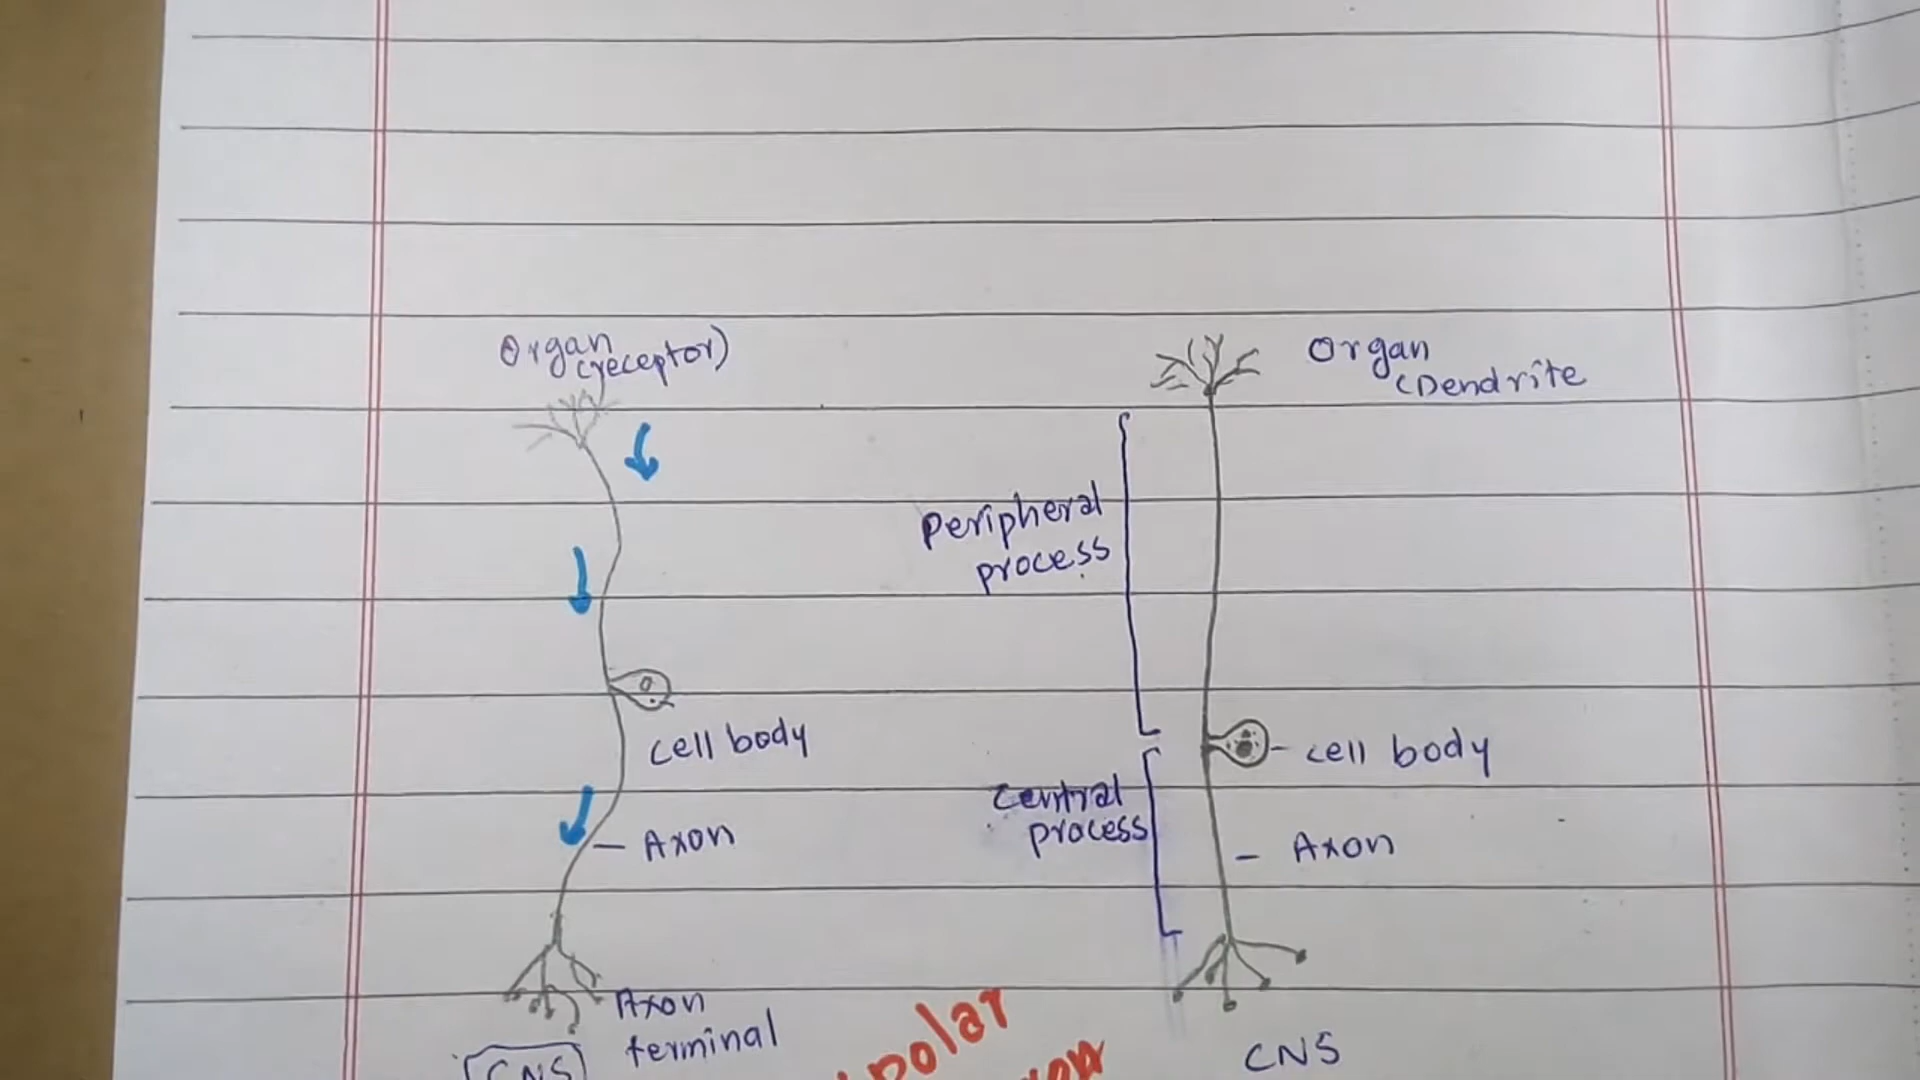 Organ
(receptor)
Cell body
Axon
Axon
terminal
CNS
Peripheral
process
Central
process
Organ
(Dendrite
cell body
Axon
CNS